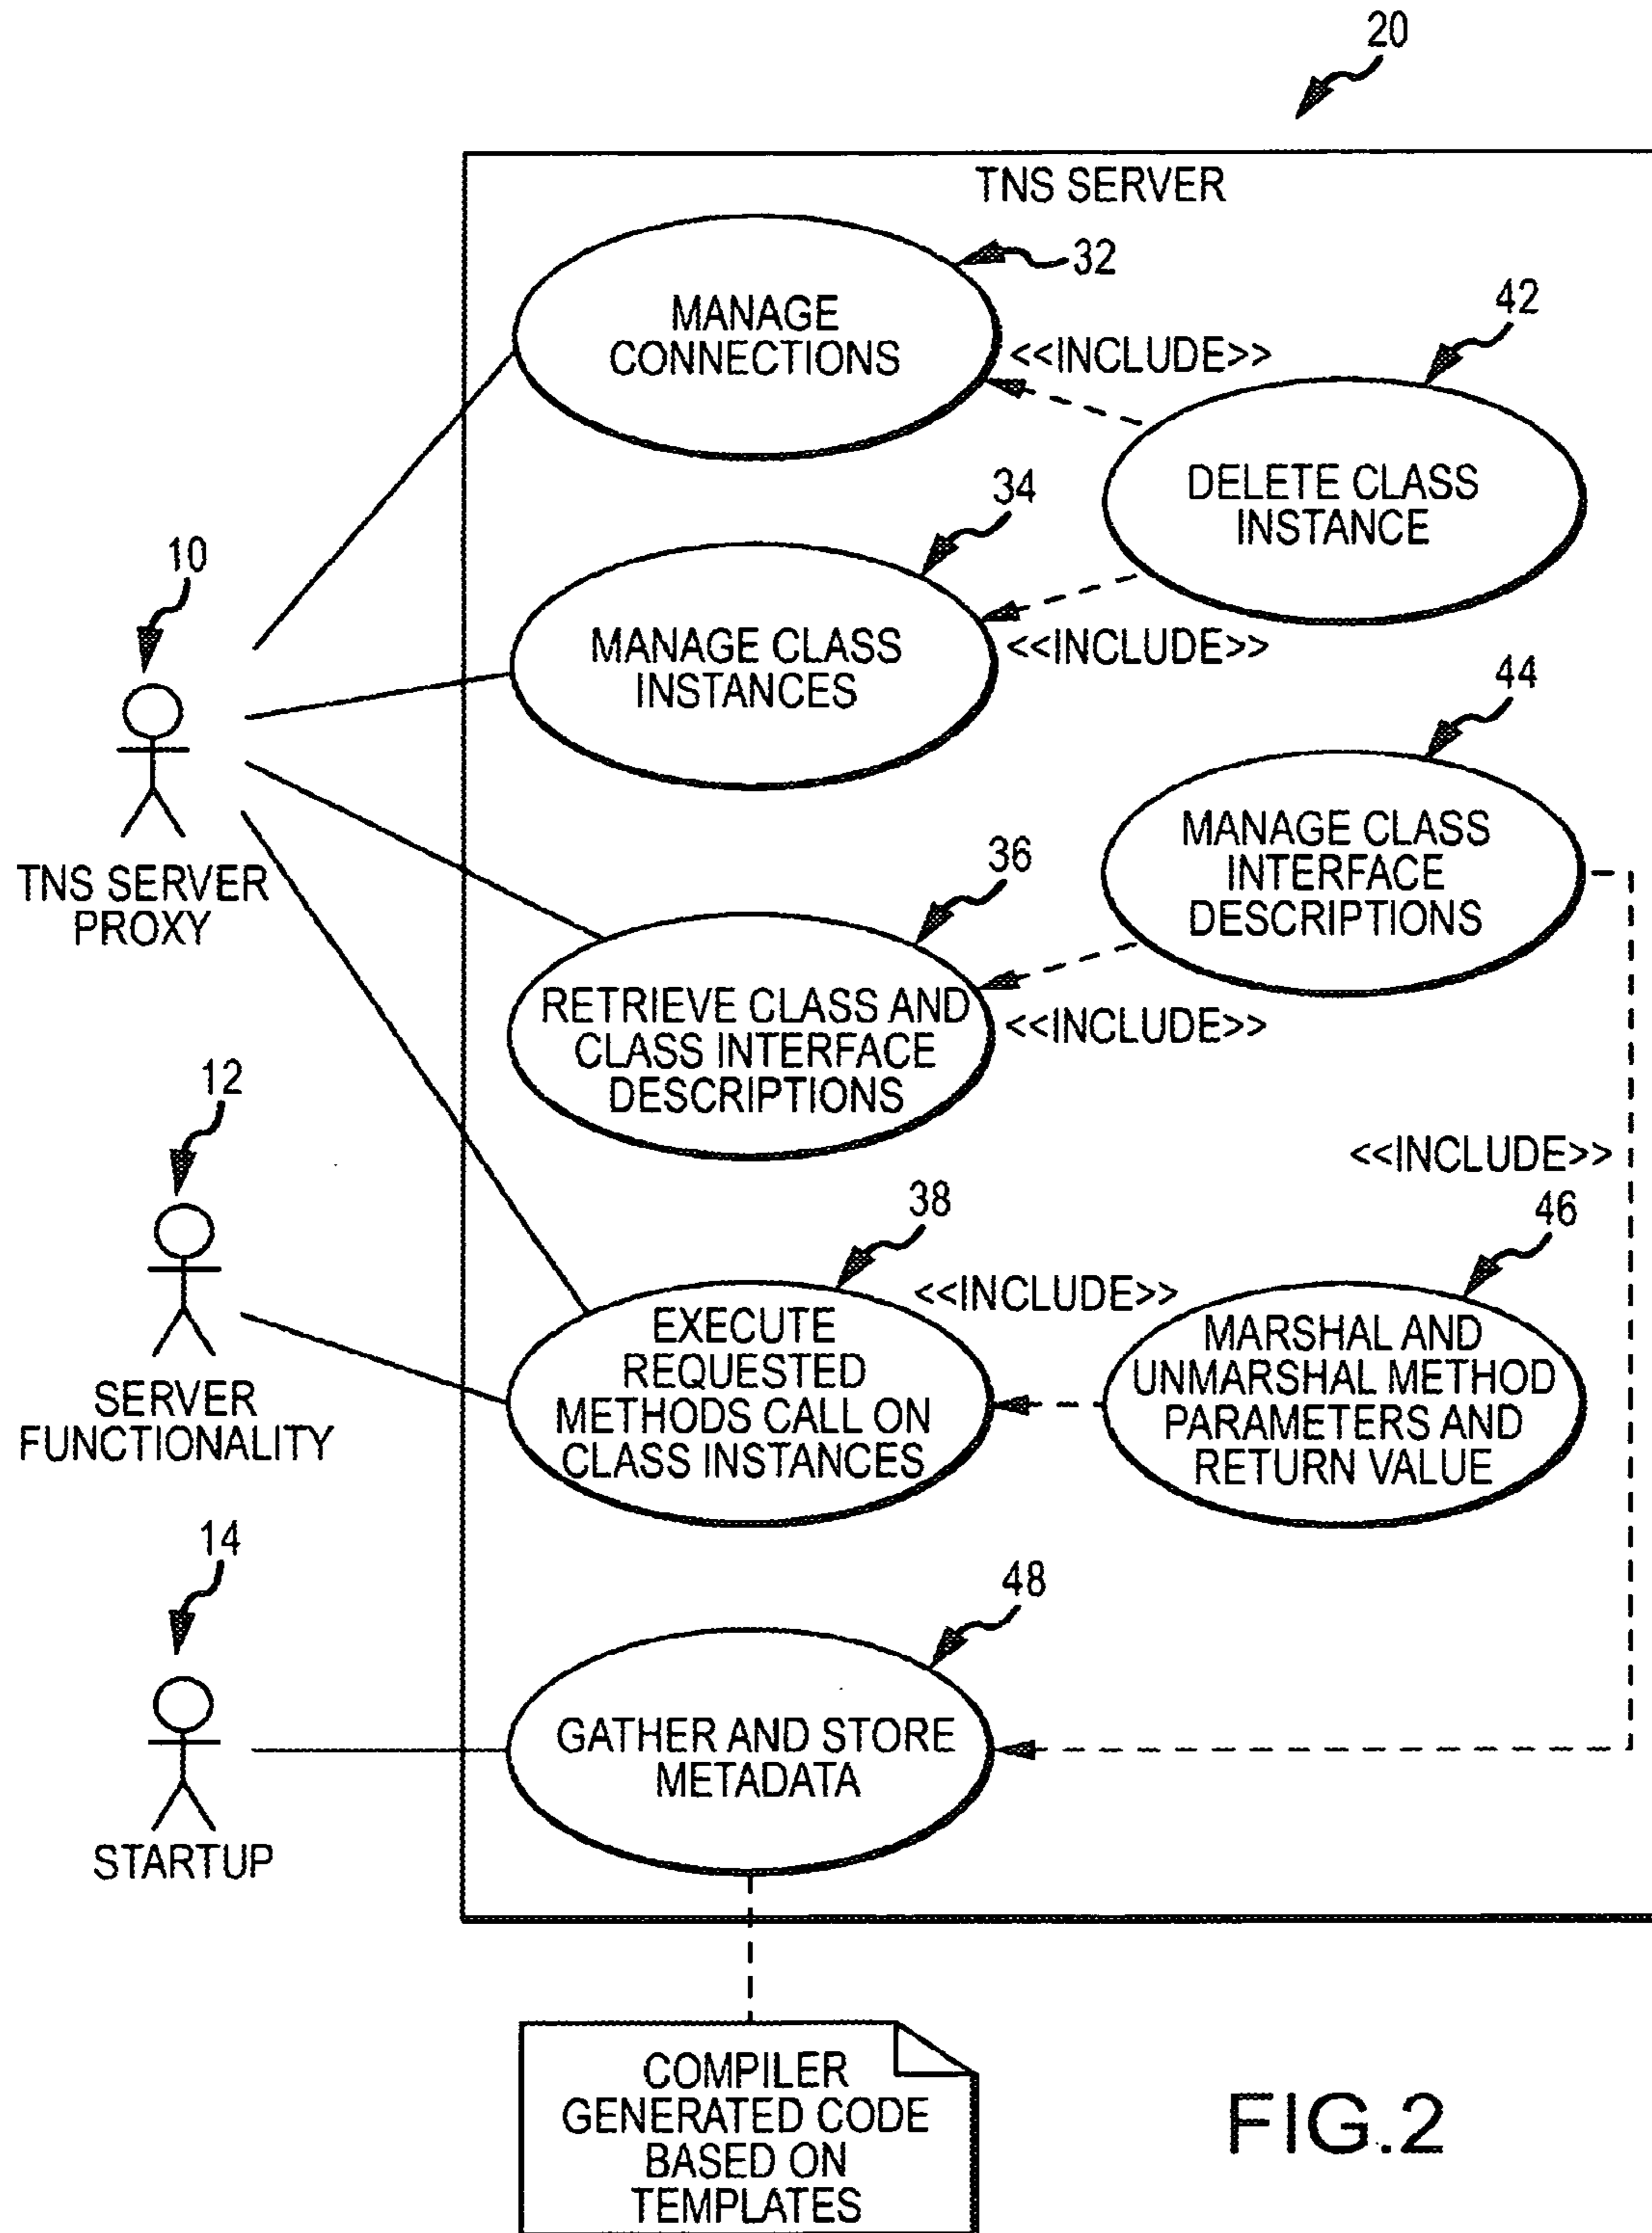 20
TNS SERVER
32
MANAGE
CONNECTIONS
<<INCLUDE>>
42
DELETE CLASS
INSTANCE
34
MANAGE CLASS
INSTANCES
<<INCLUDE>>
10
TNS SERVER
PROXY
44
MANAGE CLASS
INTERFACE
DESCRIPTIONS
36
RETRIEVE CLASS AND
CLASS INTERFACE
DESCRIPTIONS
<<INCLUDE>>
12
SERVER
FUNCTIONALITY
<<INCLUDE>>
38
EXECUTE
REQUESTED
METHODS CALL ON
CLASS INSTANCES
<<INCLUDE>>
46
MARSHAL AND
UNMARSHAL METHOD
PARAMETERS AND
RETURN VALUE
14
STARTUP
48
GATHER AND STORE
METADATA
COMPILER
GENERATED CODE
BASED ON
TEMPLATES
FIG.2